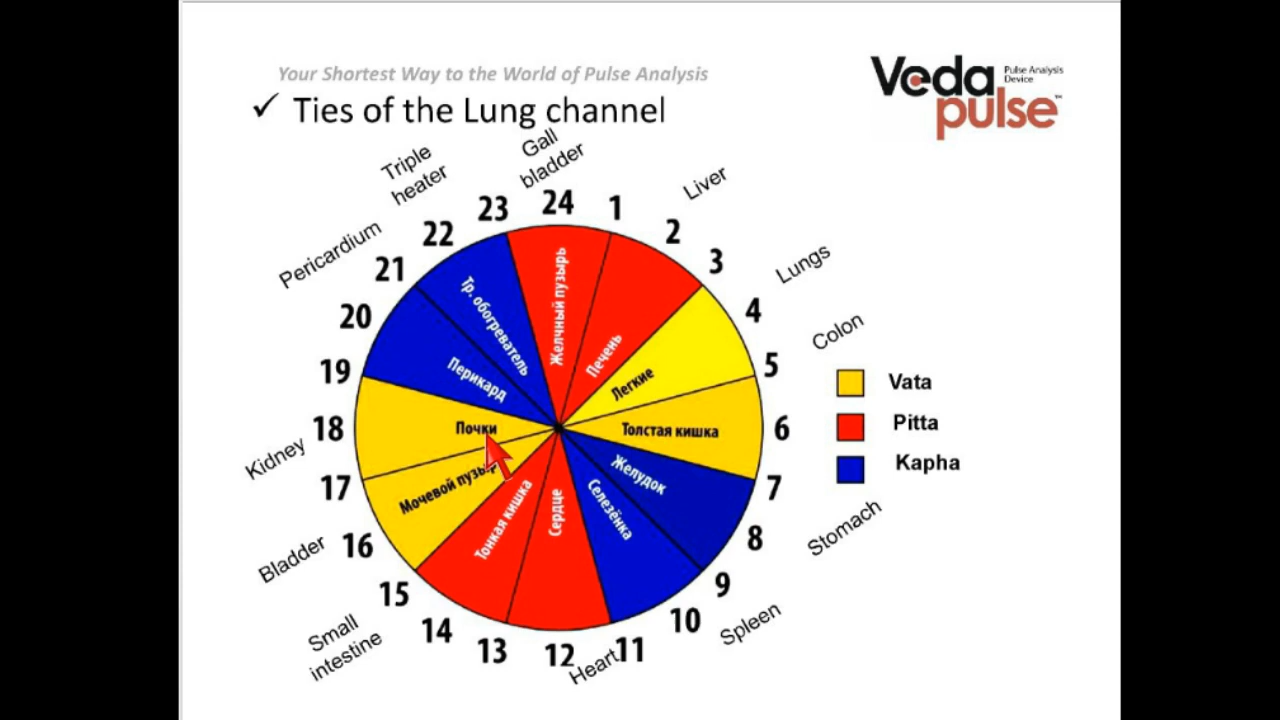 Your Shortest Way to the World of Pulse Analysis
Veda
pulse™
Pulse Analysis
Device
✓ Ties of the Lung channel
Triple
heater
Gall
bladder
Liver
Pericardium
Lungs
Colon
Kidney
Bladder
Small
intestine
Heart
Spleen
Stomach
24
1
2
3
4
5
6
7
8
9
10
11
12
13
14
15
16
17
18
19
20
21
22
23
Желчный пузырь
Печень
Легкие
Толстая кишка
Желудок
Селезёнка
Сердце
Тонкая кишка
Мочевой пузыр
Почки
Перикард
Тр. обогреватель
Vata
Pitta
Kapha